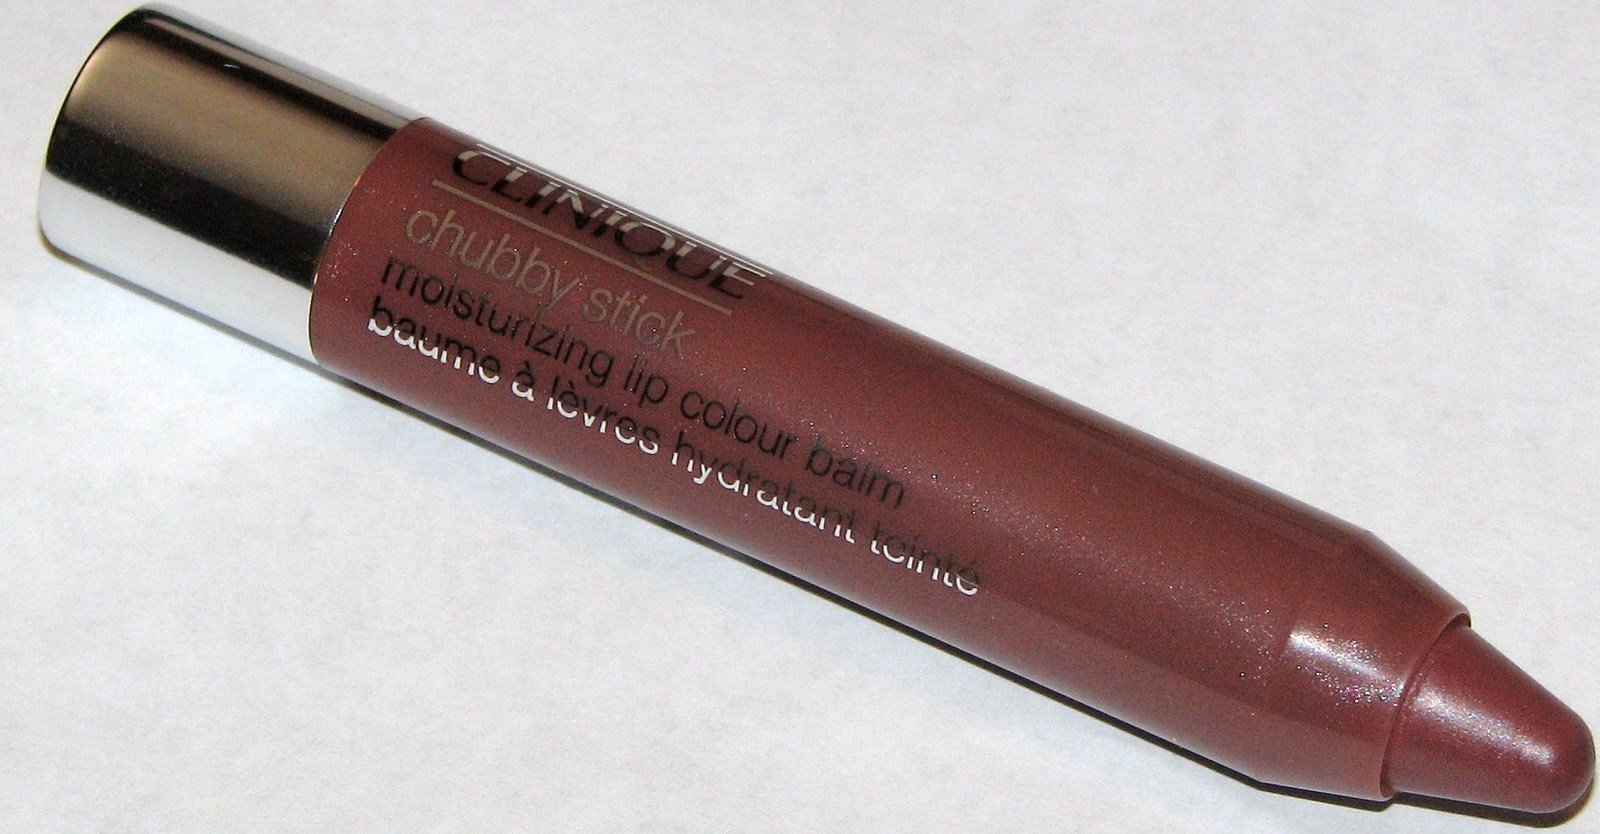 CLINIQUE
chubby stick
moisturizing lip colour balm
baume à lèvres hydratant teinté